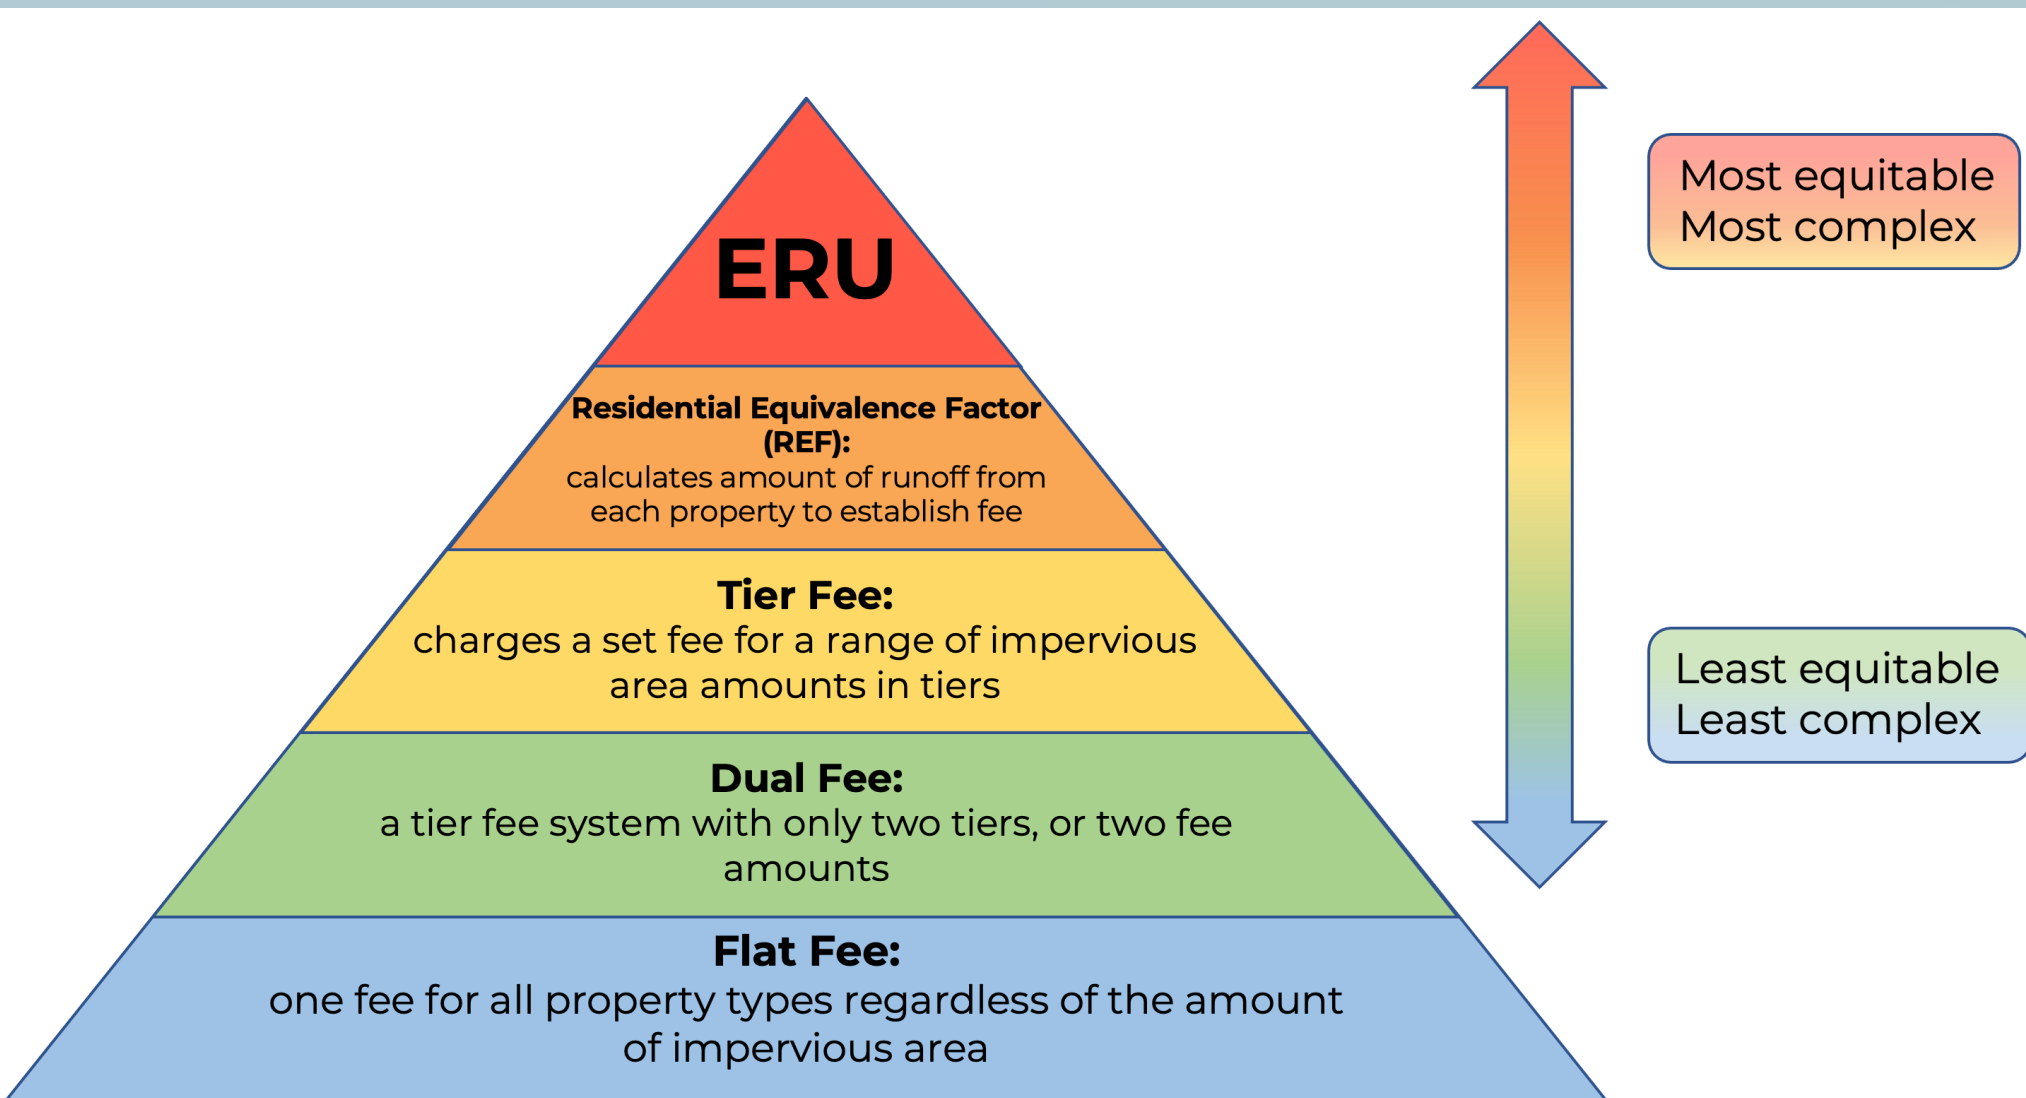 ERU
Residential Equivalence Factor
(REF):
calculates amount of runoff from
each property to establish fee
Tier Fee:
charges a set fee for a range of impervious
area amounts in tiers
Dual Fee:
a tier fee system with only two tiers, or two fee
amounts
Flat Fee:
one fee for all property types regardless of the amount
of impervious area
Most equitable
Most complex
Least equitable
Least complex